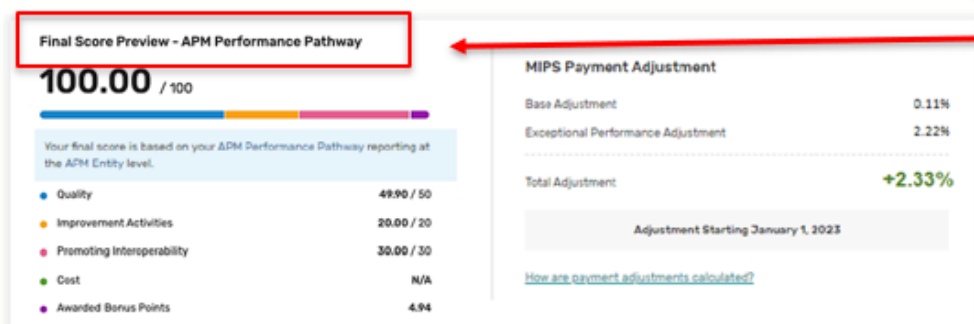 Final Score Preview - APM Performance Pathway
100.00 / 100
Your final score is based on your APM Performance Pathway reporting at
the APM Entity level.
Quality 49.90 / 50
Improvement Activities 20.00 / 20
Promoting Interoperability 30.00 / 30
Cost N/A
Awarded Bonus Points 4.94
MIPS Payment Adjustment
Base Adjustment 0.11%
Exceptional Performance Adjustment 2.22%
Total Adjustment +2.33%
Adjustment Starting January 1, 2023
How are payment adjustments calculated?